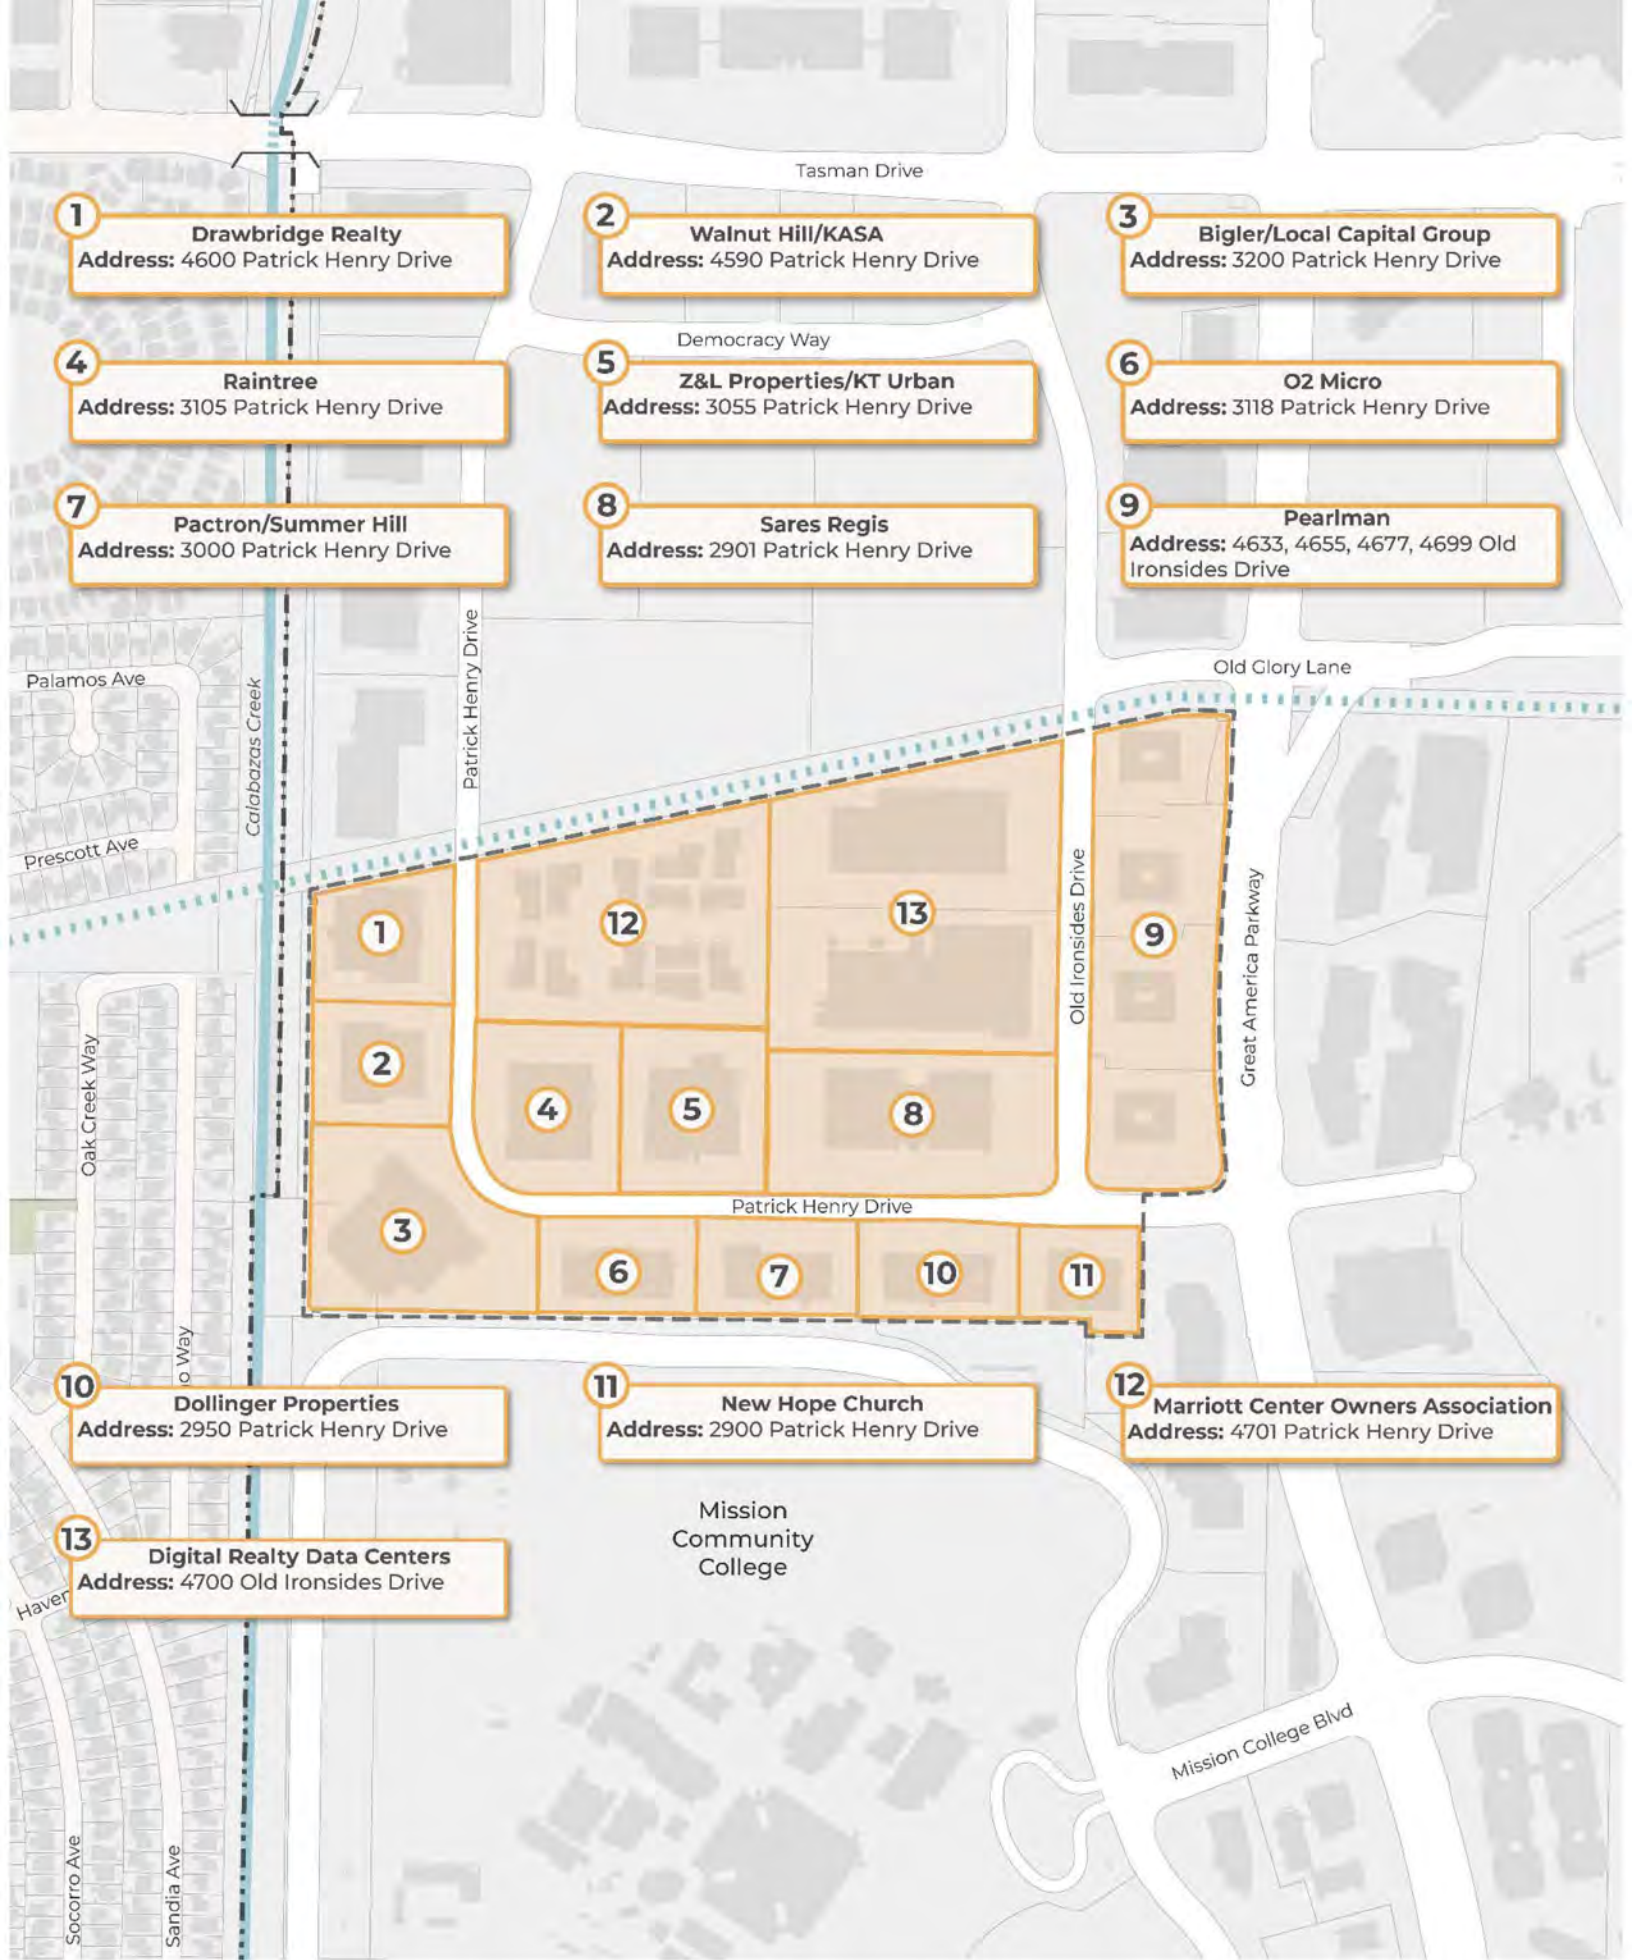 Tasman Drive
1
Drawbridge Realty
Address: 4600 Patrick Henry Drive
2
Walnut Hill/KASA
Address: 4590 Patrick Henry Drive
3
Bigler/Local Capital Group
Address: 3200 Patrick Henry Drive
Democracy Way
4
Raintree
Address: 3105 Patrick Henry Drive
5
Z&L Properties/KT Urban
Address: 3055 Patrick Henry Drive
6
O2 Micro
Address: 3118 Patrick Henry Drive
7
Pactron/Summer Hill
Address: 3000 Patrick Henry Drive
8
Sares Regis
Address: 2901 Patrick Henry Drive
9
Pearlman
Address: 4633, 4655, 4677, 4699 Old
Ironsides Drive
Palamos Ave
Calabazas Creek
Patrick Henry Drive
Old Glory Lane
Prescott Ave
1
12
13
9
Old Ironsides Drive
Great America Parkway
Oak Creek Way
2
4
5
8
3
Patrick Henry Drive
6
7
10
11
Way
10
Dollinger Properties
Address: 2950 Patrick Henry Drive
11
New Hope Church
Address: 2900 Patrick Henry Drive
12
Marriott Center Owners Association
Address: 4701 Patrick Henry Drive
Mission
Community
College
13
Digital Realty Data Centers
Address: 4700 Old Ironsides Drive
Haven
Mission College Blvd
Socorro Ave
Sandia Ave